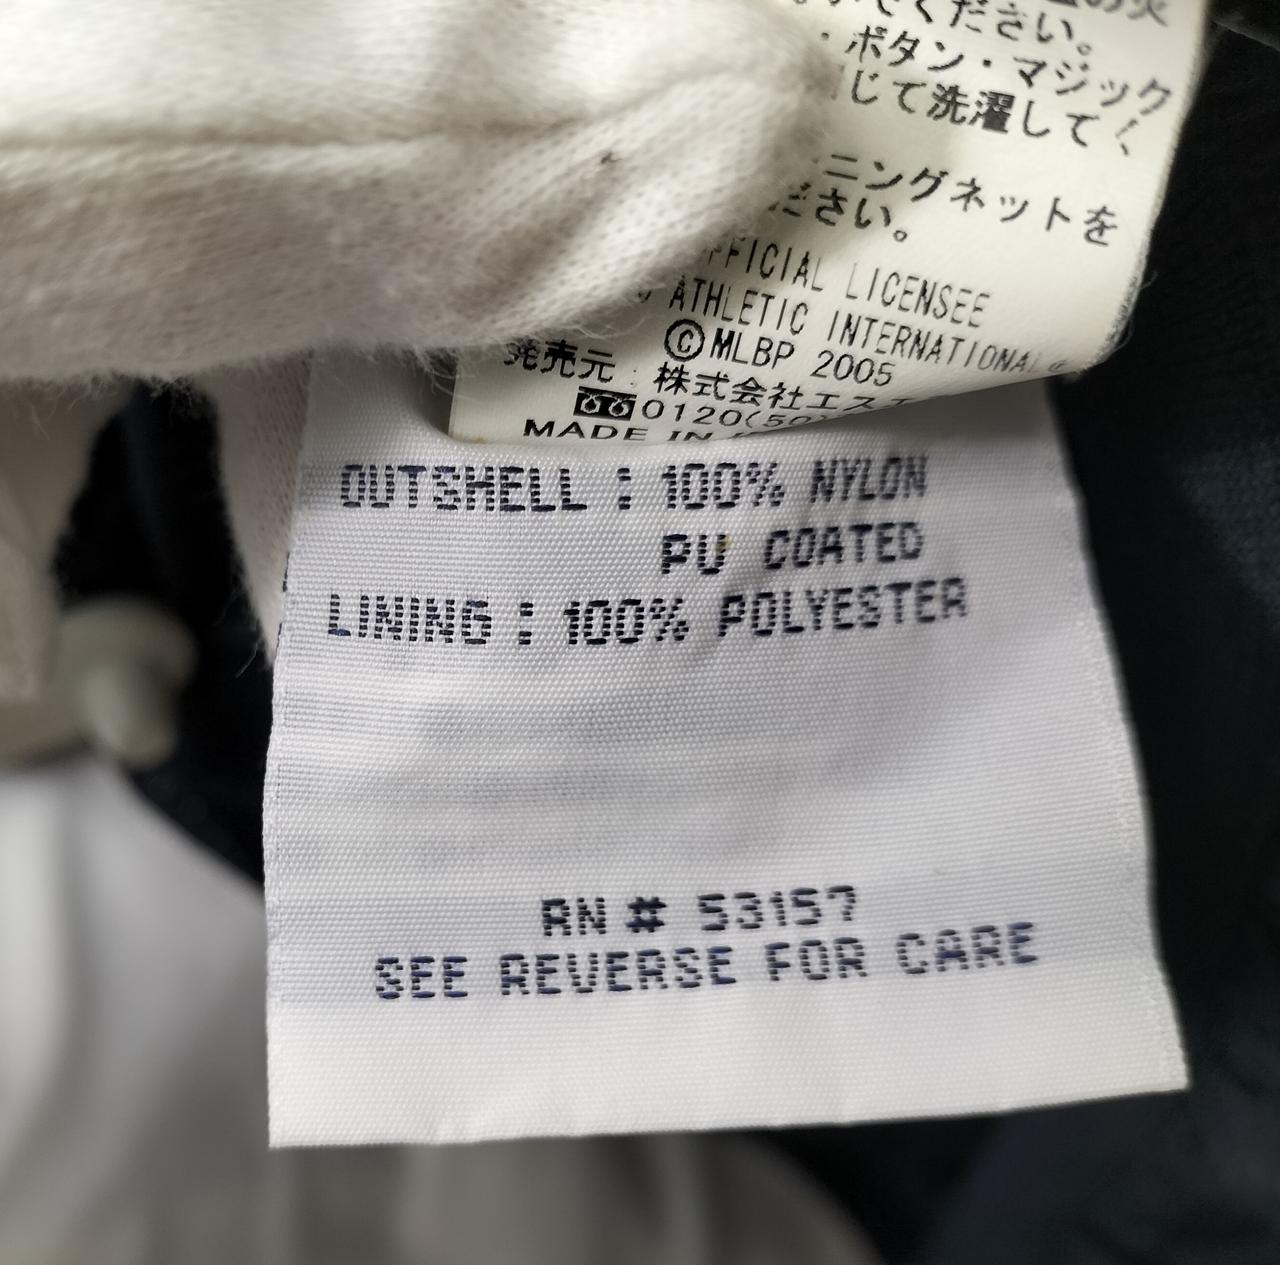 ください。
・ボタン・マジック
じて洗濯して く
ニングネットを
ださい。
OFFICIAL LICENSEE
ATHLETIC INTERNATIONAL
©MLBP 2005
発売元 : 株式会社エス
0120(50
MADE IN
OUTSHELL : 100% NYLON
PU COATED
LINING : 100% POLYESTER
RN # 53157
SEE REVERSE FOR CARE